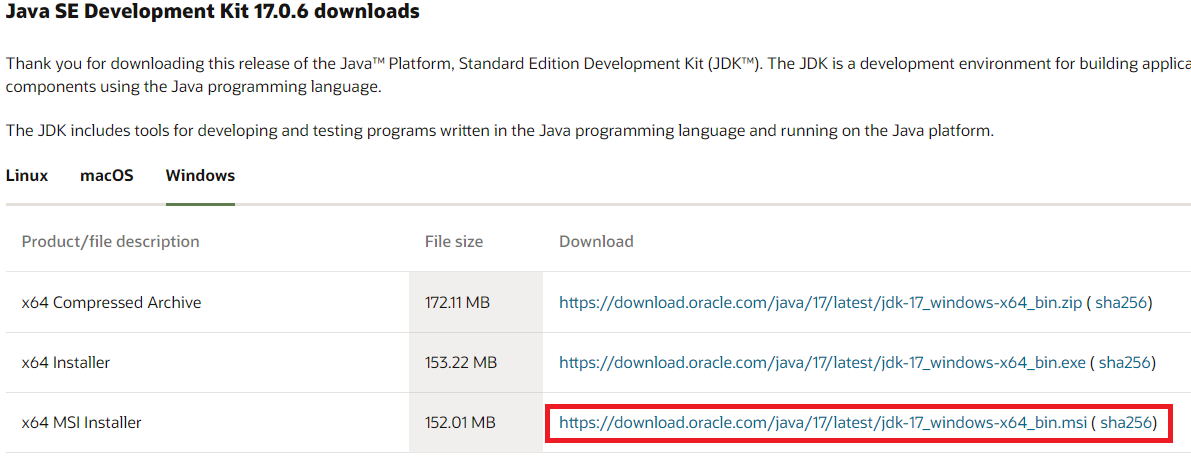 Java SE Development Kit 17.0.6 downloads
Thank you for downloading this release of the Java™ Platform, Standard Edition Development Kit (JDK™). The JDK is a development environment for building applica
components using the Java programming language.
The JDK includes tools for developing and testing programs written in the Java programming language and running on the Java platform.
Linux macOS Windows
Product/file description File size Download
x64 Compressed Archive 172.11 MB https://download.oracle.com/java/17/latest/jdk-17_windows-x64_bin.zip ( sha256)
x64 Installer 153.22 MB https://download.oracle.com/java/17/latest/jdk-17_windows-x64_bin.exe ( sha256)
x64 MSI Installer 152.01 MB https://download.oracle.com/java/17/latest/jdk-17_windows-x64_bin.msi ( sha256)